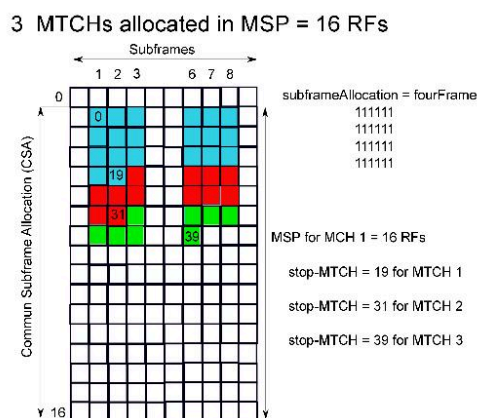 3 MTCHs allocated in MSP = 16 RFs
Subframes
1 2 3 6 7 8
0
subframeAllocation = fourFrame
111111
111111
111111
111111
0
19
31
39
Commun Subframe Allocation (CSA)
MSP for MCH 1 = 16 RFs
stop-MTCH = 19 for MTCH 1
stop-MTCH = 31 for MTCH 2
stop-MTCH = 39 for MTCH 3
16